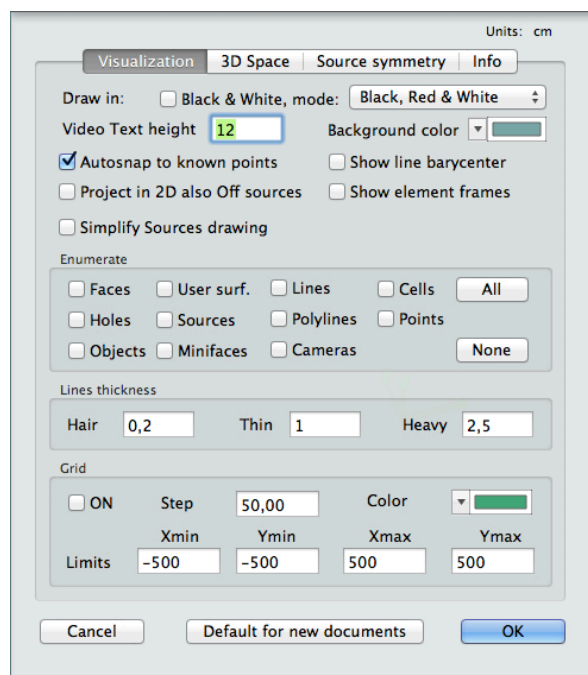 Units: cm
Visualization 3D Space Source symmetry Info
Draw in: Black & White, mode: Black, Red & White
Video Text height 12 Background color
Autosnap to known points Show line barycenter
Project in 2D also Off sources Show element frames
Simplify Sources drawing
Enumerate
Faces User surf. Lines Cells All
Holes Sources Polylines Points
Objects Minifaces Cameras None
Lines thickness
Hair 0,2 Thin 1 Heavy 2,5
Grid
ON Step 50,00 Color
Xmin Ymin Xmax Ymax
Limits -500 -500 500 500
Cancel Default for new documents OK